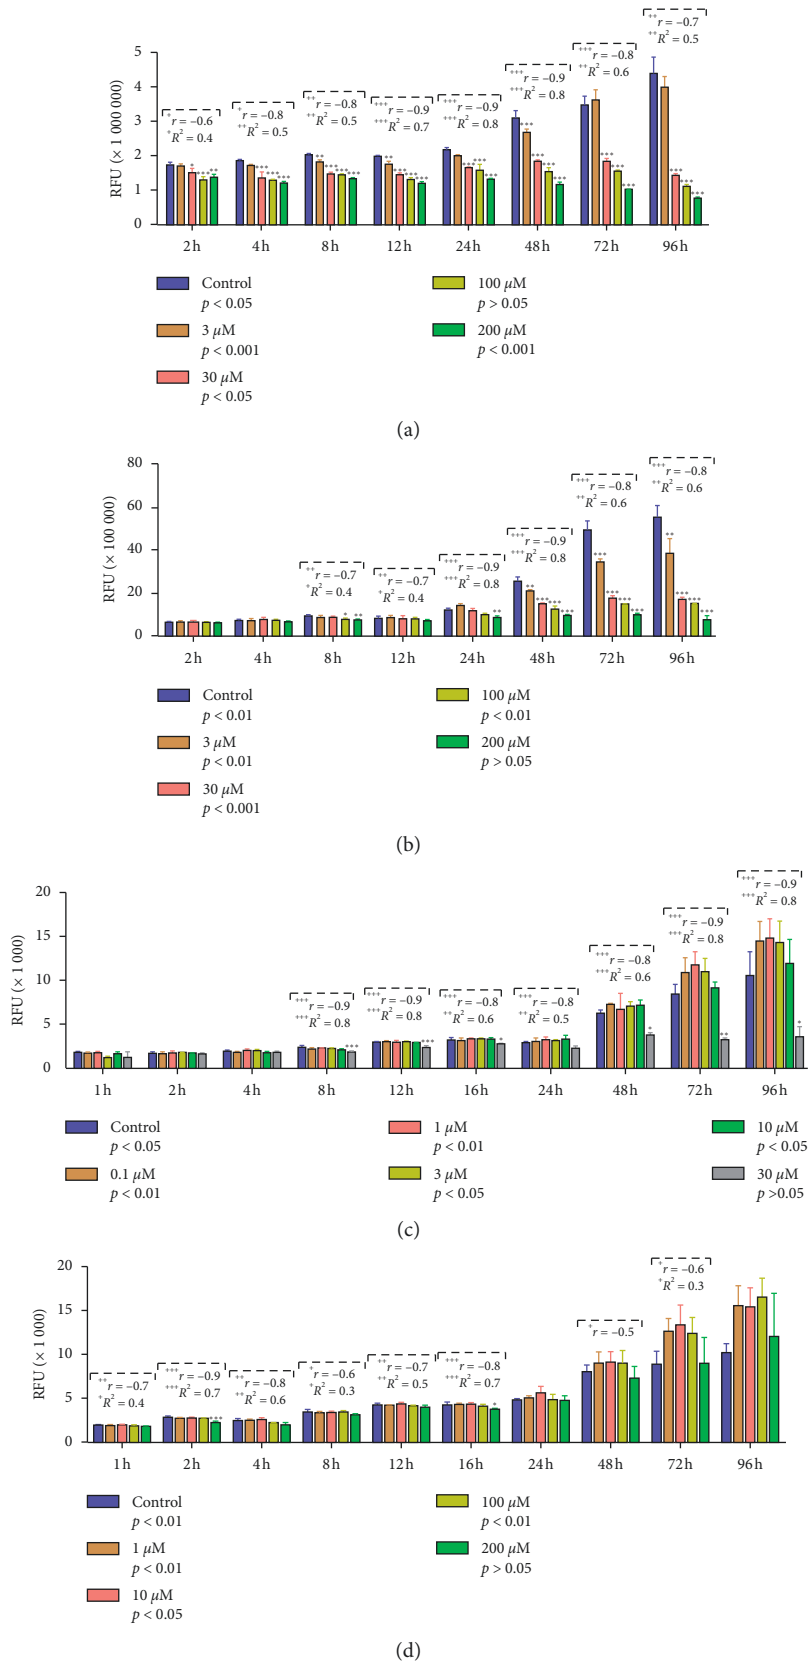 ++r = −0.7
++R² = 0.5
+++r = −0.8
++R² = 0.6
+++r = −0.9
+++R² = 0.8
++r = −0.8
++R² = 0.5
+++r = −0.9
+++R² = 0.7
+++r = −0.9
+++R² = 0.8
+r = −0.6
+R² = 0.4
+r = −0.8
++R² = 0.5
RFU (× 1 000 000)
5
4
3
2
1
0
* *** **
*** *** ***
** *** *** ***
** *** *** ***
*** *** ***
*** *** *** ***
*** *** ***
*** *** ***
2h 4h 8h 12h 24h 48h 72h 96h
Control
p < 0.05
3 µM
p < 0.001
30 µM
p < 0.05
100 µM
p > 0.05
200 µM
p < 0.001
(a)
RFU (× 100 000)
80
60
40
20
0
++r = −0.7
+R² = 0.4
++r = −0.7
+R² = 0.4
+++r = −0.9
+++R² = 0.8
+++r = −0.9
+++R² = 0.8
+++r = −0.8
++R² = 0.6
+++r = −0.8
++R² = 0.6
* **
**
** *** *** ***
*** *** *** ***
** *** *** ***
2h 4h 8h 12h 24h 48h 72h 96h
Control
p < 0.01
3 µM
p < 0.01
30 µM
p < 0.001
100 µM
p < 0.01
200 µM
p > 0.05
(b)
RFU (× 1 000)
20
15
10
5
0
+++r = −0.9
+++R² = 0.8
+++r = −0.9
+++R² = 0.8
+++r = −0.8
++R² = 0.6
+++r = −0.8
++R² = 0.5
+++r = −0.8
+++R² = 0.6
+++r = −0.9
+++R² = 0.8
+++r = −0.9
+++R² = 0.8
***
***
*
*
**
*
1h 2h 4h 8h 12h 16h 24h 48h 72h 96h
Control
p < 0.05
0.1 µM
p < 0.01
1 µM
p < 0.01
3 µM
p < 0.05
10 µM
p < 0.05
30 µM
p >0.05
(c)
RFU (× 1 000)
20
15
10
5
0
++r = −0.7
+R² = 0.4
+++r = −0.9
+++R² = 0.7
++r = −0.8
++R² = 0.6
+r = −0.6
+R² = 0.3
++r = −0.7
++R² = 0.5
+++r = −0.8
+++R² = 0.7
+r = −0.5
+r = −0.6
+R² = 0.3
***
*
1h 2h 4h 8h 12h 16h 24h 48h 72h 96h
Control
p < 0.01
1 µM
p < 0.01
10 µM
p < 0.05
100 µM
p < 0.01
200 µM
p > 0.05
(d)